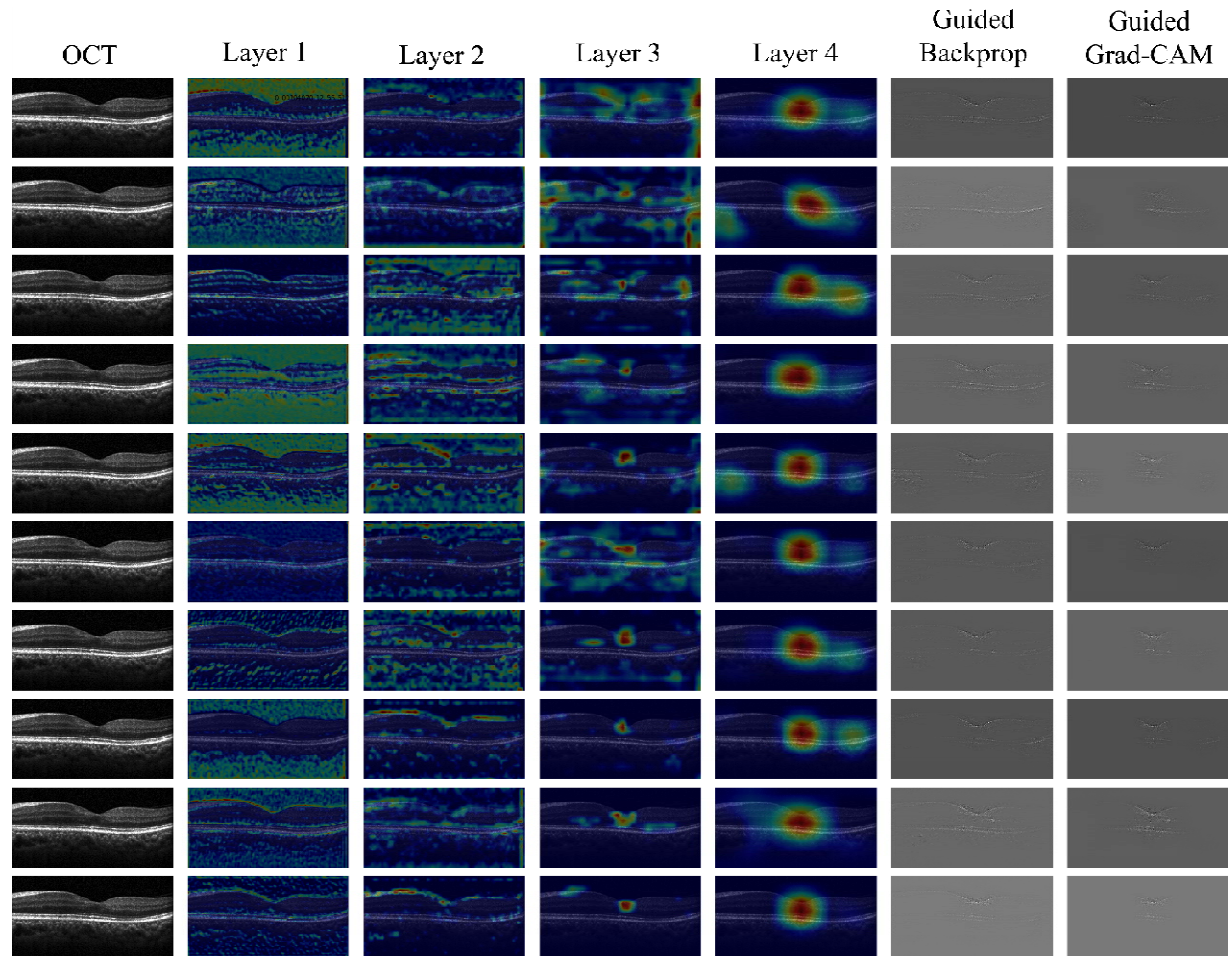 OCT
Layer 1
Layer 2
Layer 3
Layer 4
Guided
Backprop
Guided
Grad-CAM